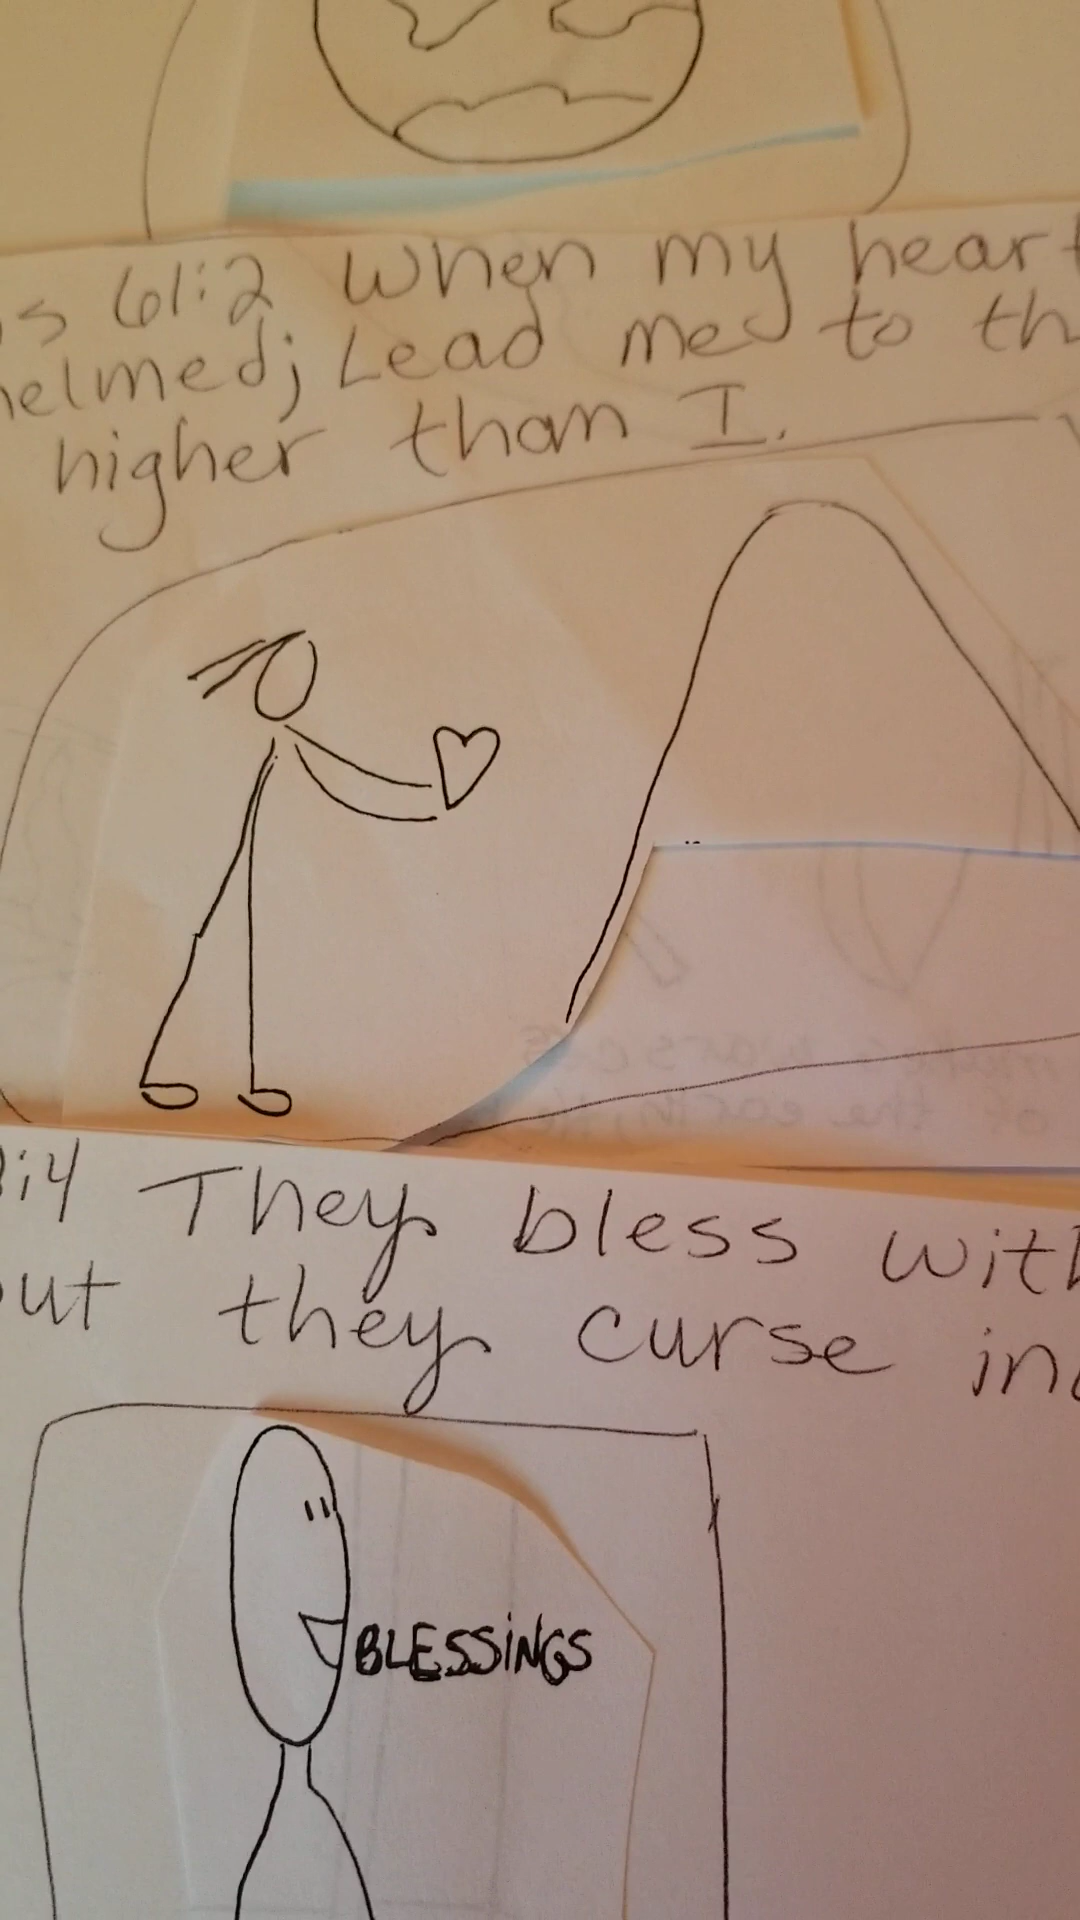 s 61:2 When my heart
helmed; Lead me to th
higher than I.
:4 They bless with
ut they curse in
BLESSINGS